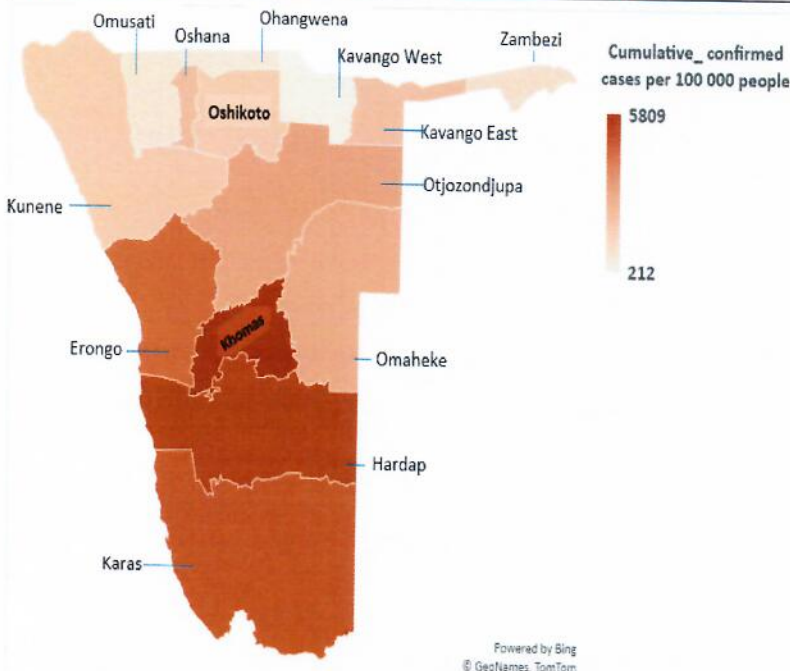 Omusati
Ohangwena
Oshana
Zambezi
Kavango West
Cumulative_ confirmed
cases per 100 000 people
5809
Oshikoto
Kavango East
Otjozondjupa
Kunene
212
Khomas
Erongo
Omaheke
Hardap
Karas
Powered by Bing
© GeoNames, TomTom